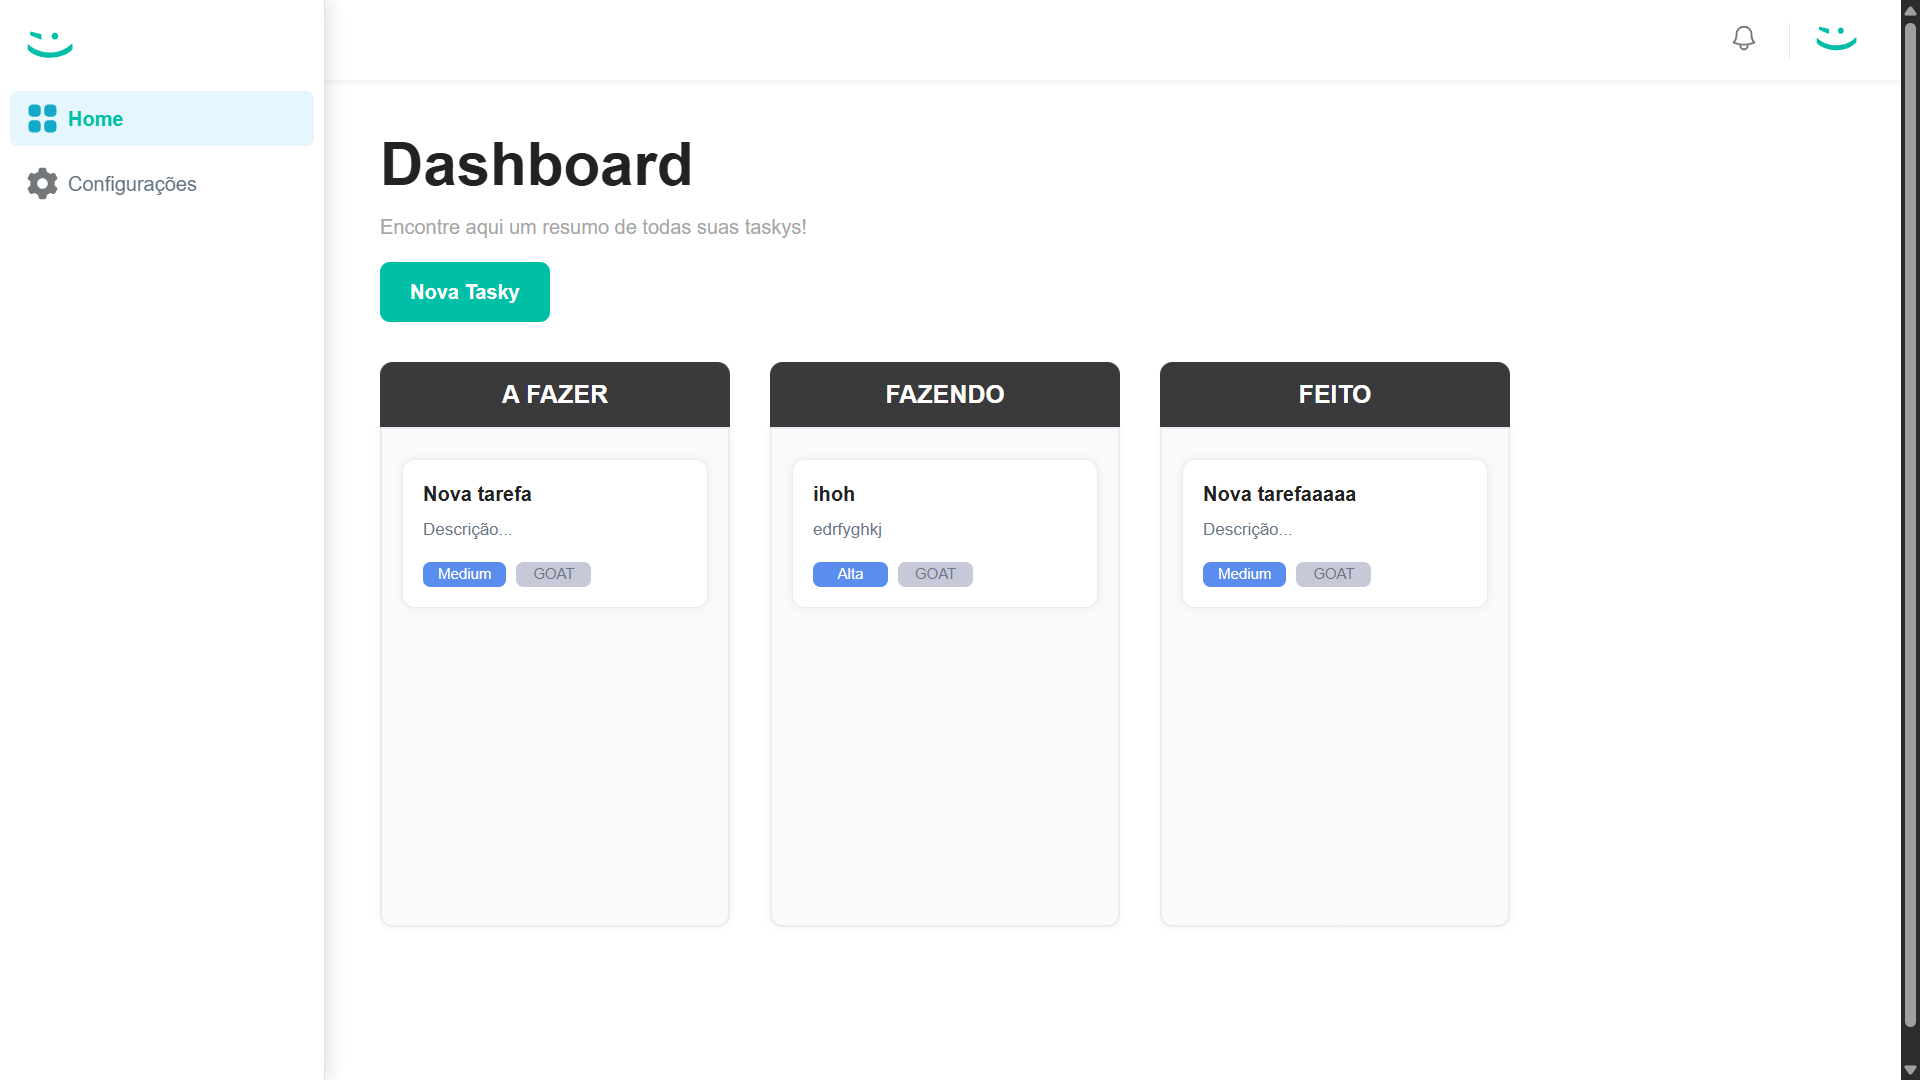 Home
Configurações
Dashboard
Encontre aqui um resumo de todas suas taskys!
Nova Tasky
A FAZER
Nova tarefa
Descrição...
Medium GOAT
FAZENDO
ihoh
edrfyghkj
Alta GOAT
FEITO
Nova tarefaaaaa
Descrição...
Medium GOAT